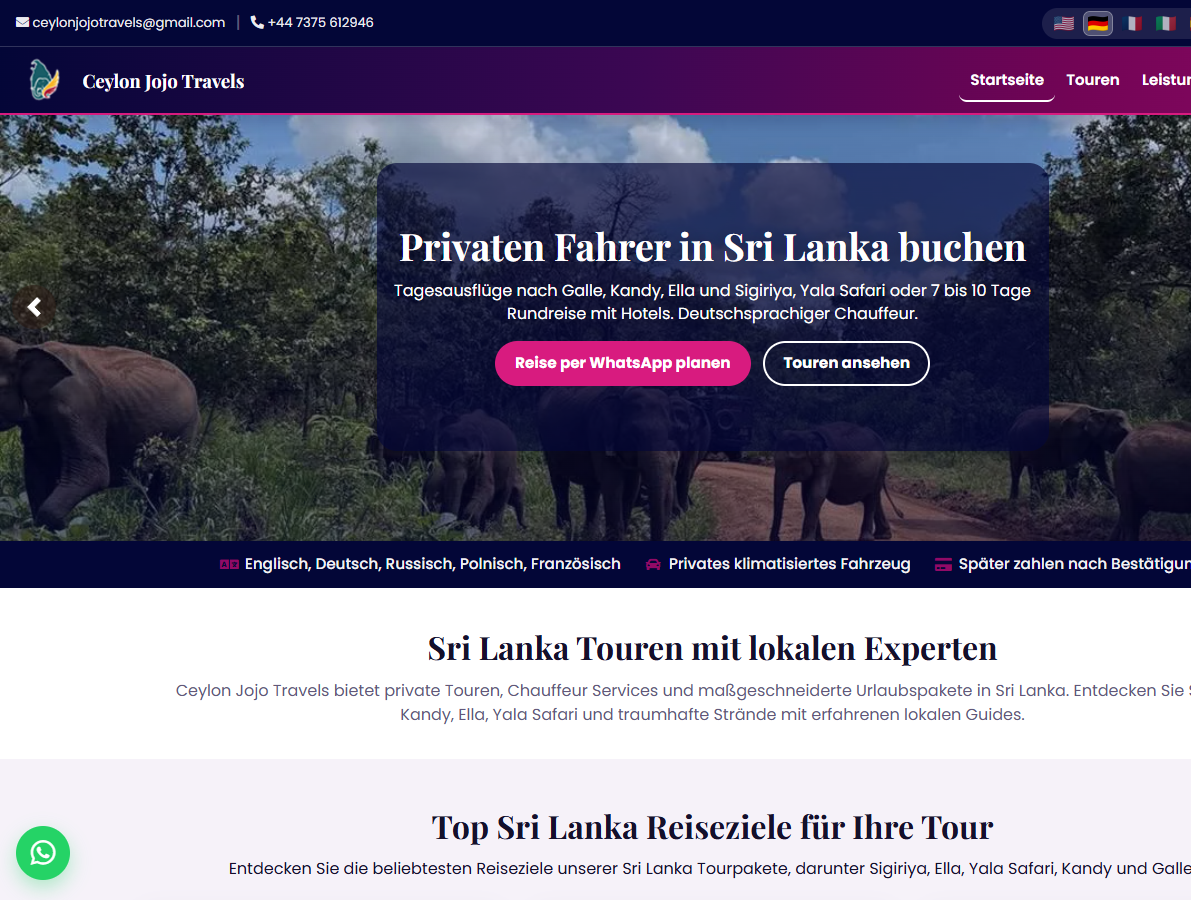 ceylonjojotravels@gmail.com | +44 7375 612946
Ceylon Jojo Travels
Startseite Touren
Privaten Fahrer in Sri Lanka buchen
Tagesausflüge nach Galle, Kandy, Ella und Sigiriya, Yala Safari oder 7 bis 10 Tage
Rundreise mit Hotels. Deutschsprachiger Chauffeur.
Reise per WhatsApp planen Touren ansehen
Englisch, Deutsch, Russisch, Polnisch, Französisch Privates klimatisiertes Fahrzeug Später zahlen nach
Sri Lanka Touren mit lokalen Experten
Ceylon Jojo Travels bietet private Touren, Chauffeur Services und maßgeschneiderte Urlaubspakete in Sri Lanka. Entdecken Sie
Kandy, Ella, Yala Safari und traumhafte Strände mit erfahrenen lokalen Guides.
Top Sri Lanka Reiseziele für Ihre Tour
Entdecken Sie die beliebtesten Reiseziele unserer Sri Lanka Tourpakete, darunter Sigiriya, Ella, Yala Safari, Kandy und Galle